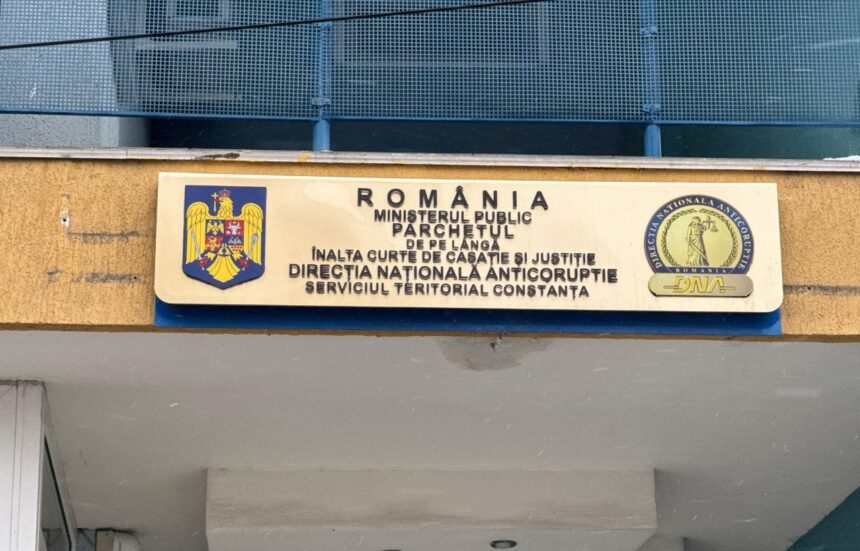 ROMÂNIA
MINISTERUL PUBLIC
PARCHETUL
DE PE LÂNGĂ
ÎNALTA CURTE DE CASAȚIE ȘI JUSTIȚIE
DIRECȚIA NAȚIONALĂ ANTICORUPȚIE
SERVICIUL TERITORIAL CONSTANȚA
DIRECȚIA NAȚIONALĂ ANTICORUPȚIE
ROMANIA
DNA